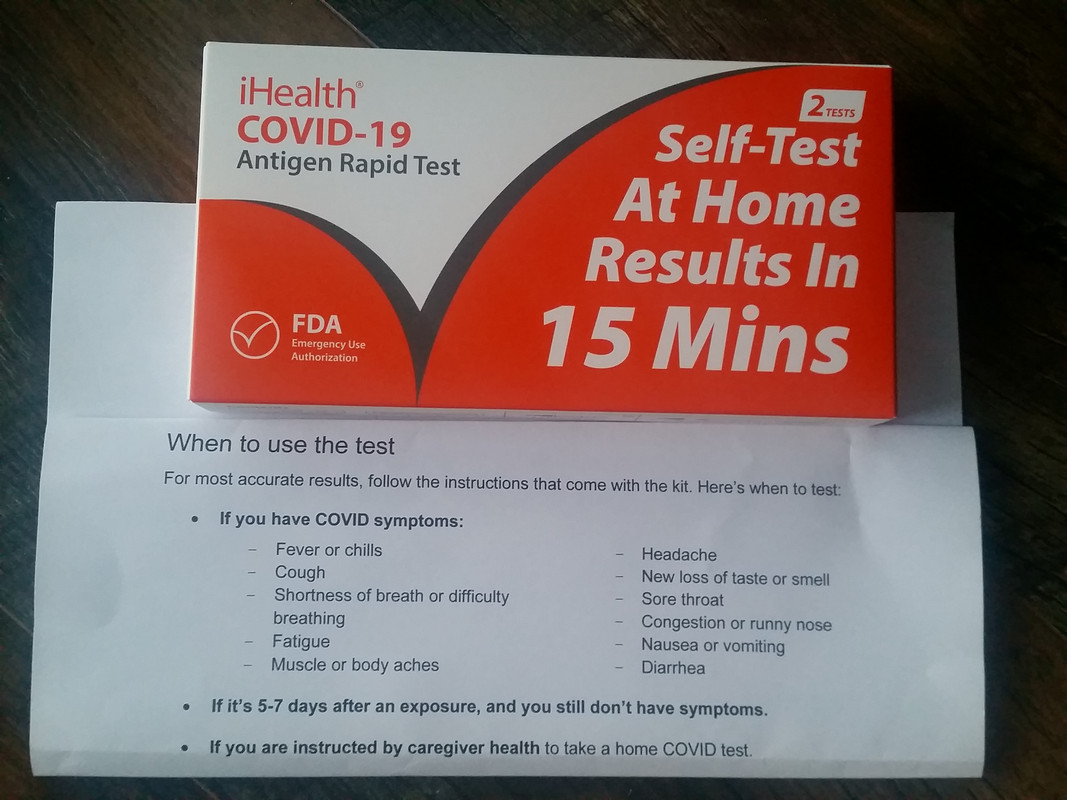 iHealth®
COVID-19
Antigen Rapid Test
2 TESTS
Self-Test
At Home
Results In
15 Mins
FDA
Emergency Use
Authorization
When to use the test
For most accurate results, follow the instructions that come with the kit. Here's when to test:
• If you have COVID symptoms:
– Fever or chills
– Cough
– Shortness of breath or difficulty
breathing
– Fatigue
– Muscle or body aches
– Headache
– New loss of taste or smell
– Sore throat
– Congestion or runny nose
– Nausea or vomiting
– Diarrhea
• If it's 5-7 days after an exposure, and you still don't have symptoms.
• If you are instructed by caregiver health to take a home COVID test.